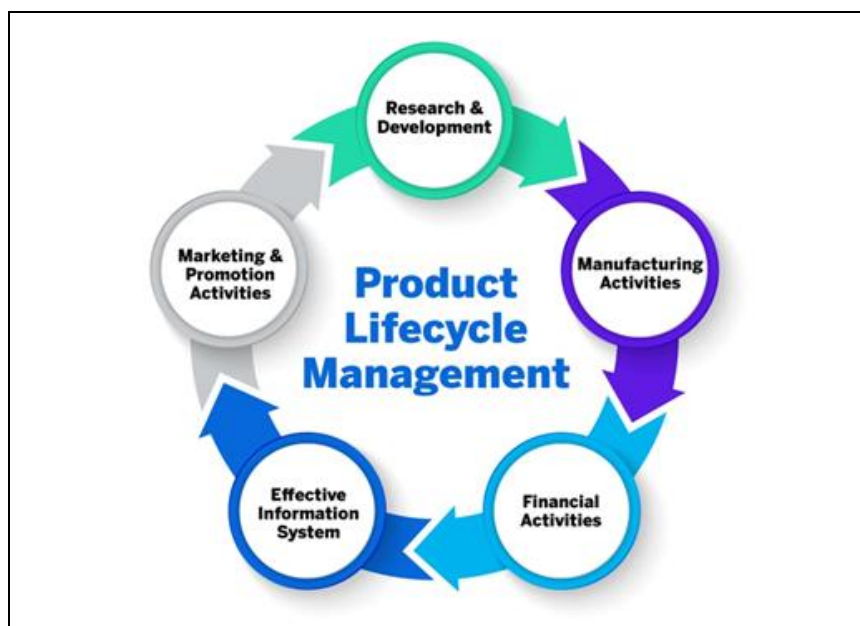 Research &
Development
Manufacturing
Activities
Financial
Activities
Effective
Information
System
Marketing &
Promotion
Activities
Product
Lifecycle
Management